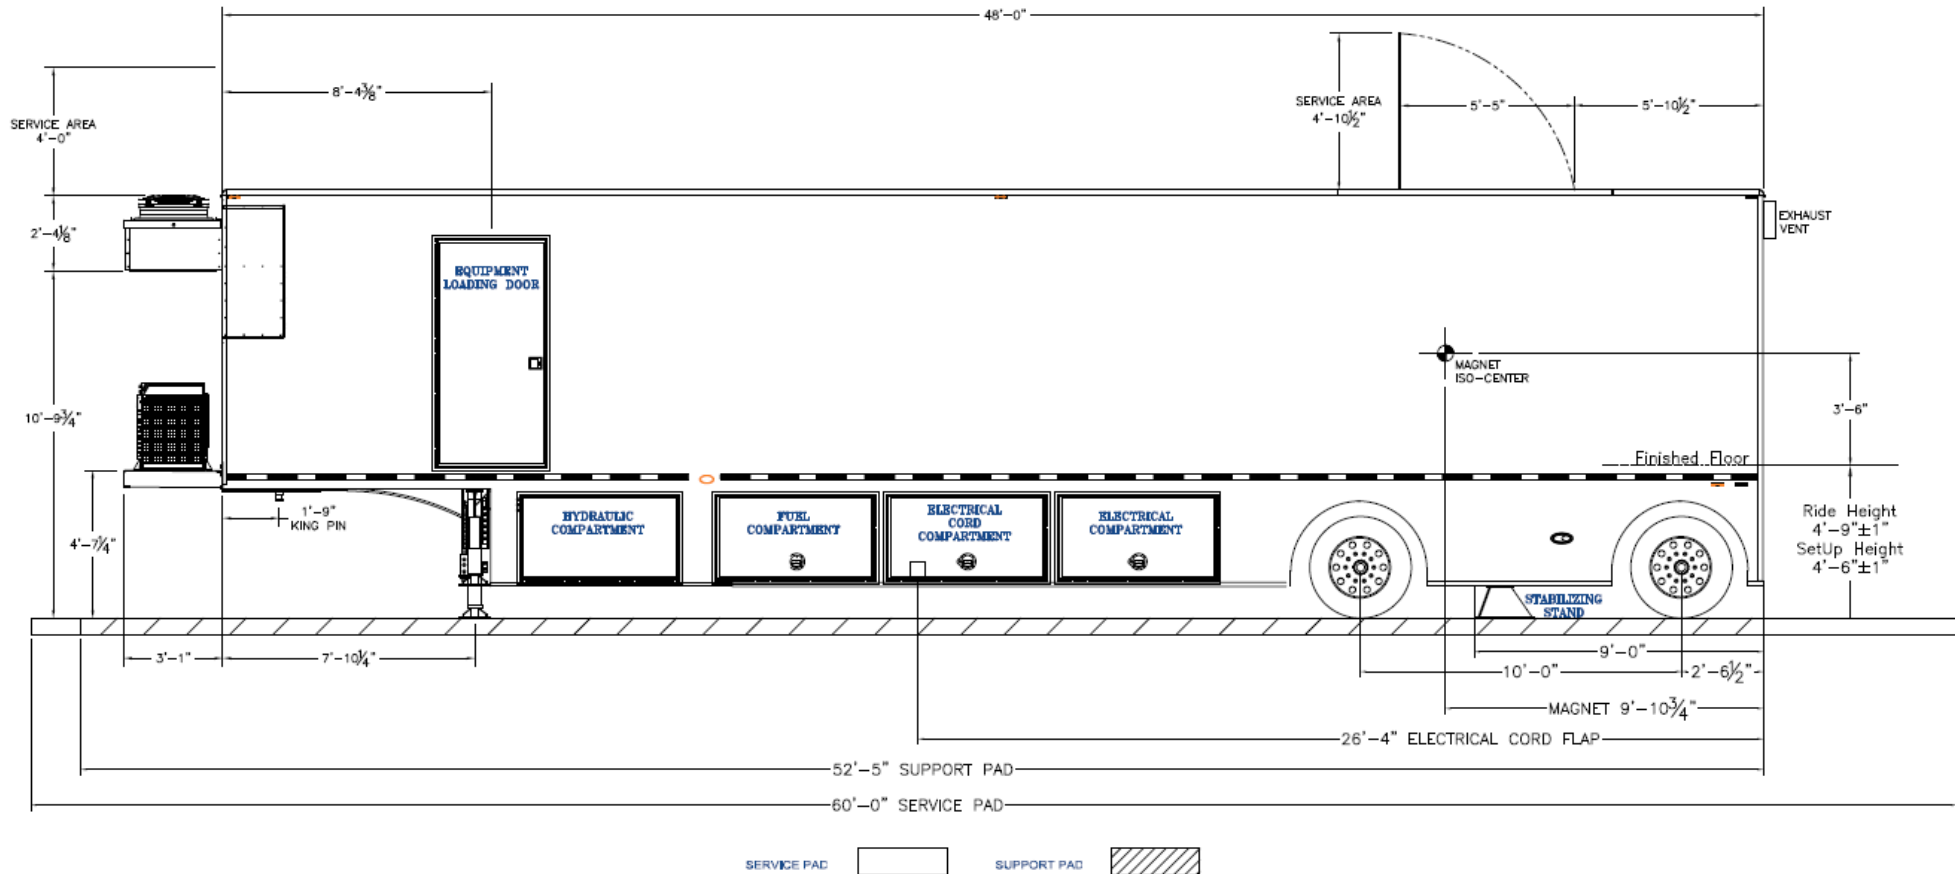 48'-0"
8'-4⅜"
SERVICE AREA
4'-0"
SERVICE AREA
4'-10½"
5'-5"
5'-10½"
2'-4⅛"
EXHAUST
VENT
EQUIPMENT
LOADING DOOR
MAGNET
ISO-CENTER
10'-9¾"
3'-6"
Finished Floor
1'-9"
KING PIN
4'-7¼"
HYDRAULIC
COMPARTMENT
FUEL
COMPARTMENT
ELECTRICAL
CORD
COMPARTMENT
ELECTRICAL
COMPARTMENT
Ride Height
4'-9"±1"
SetUp Height
4'-6"±1"
STABILIZING
STAND
3'-1"
7'-10¼"
9'-0"
10'-0"
2'-6½"
MAGNET 9'-10¾"
26'-4" ELECTRICAL CORD FLAP
52'-5" SUPPORT PAD
60'-0" SERVICE PAD
SERVICE PAD
SUPPORT PAD